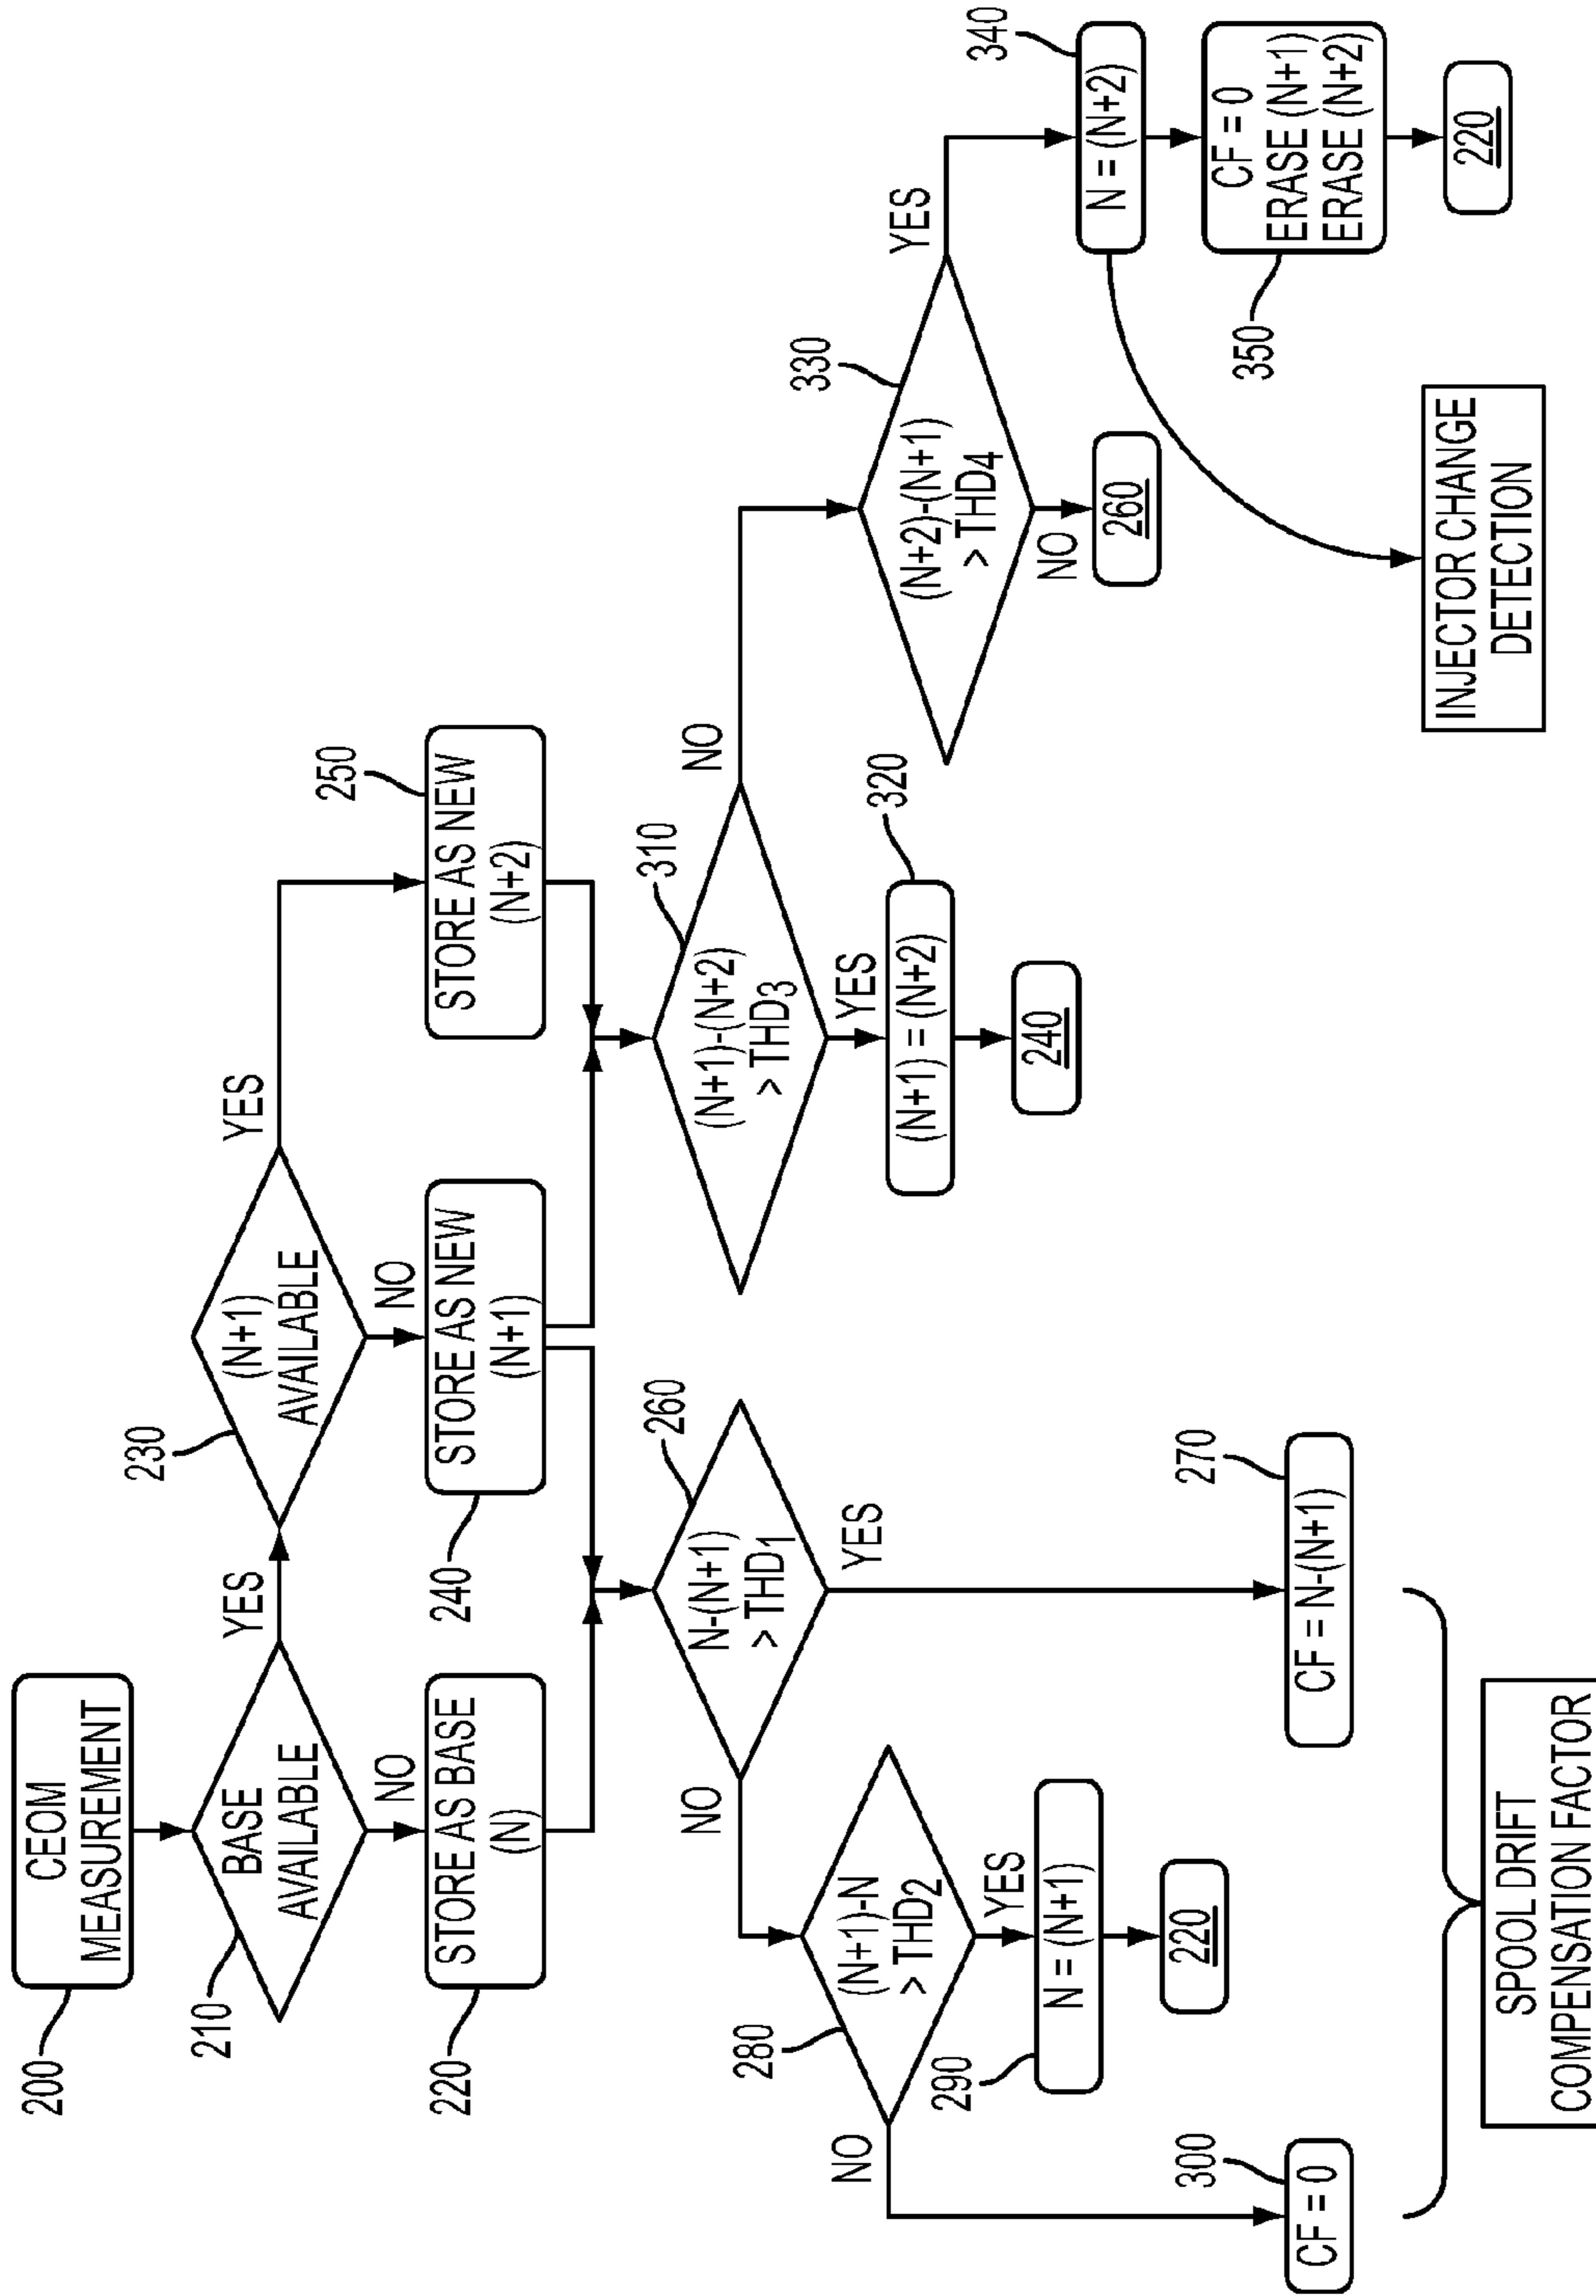 200
CEOM
MEASUREMENT
210
BASE
AVAILABLE
YES
NO
220
STORE AS BASE
(N)
230
(N+1)
AVAILABLE
YES
NO
240
STORE AS NEW
(N+1)
250
STORE AS NEW
(N+2)
260
N-(N+1)
> THD1
NO
YES
270
CF = N-(N+1)
280
(N+1)-N
> THD2
NO
YES
290
N = (N+1)
220
300
CF = 0
SPOOL DRIFT
COMPENSATION FACTOR
310
(N+1)-(N+2)
> THD3
NO
YES
320
(N+1) = (N+2)
240
330
(N+2)-(N+1)
> THD4
YES
NO
260
340
N = (N+2)
350
CF = 0
ERASE (N+1)
ERASE (N+2)
220
INJECTOR CHANGE
DETECTION